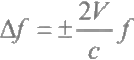 Δf = ± 2V/c f